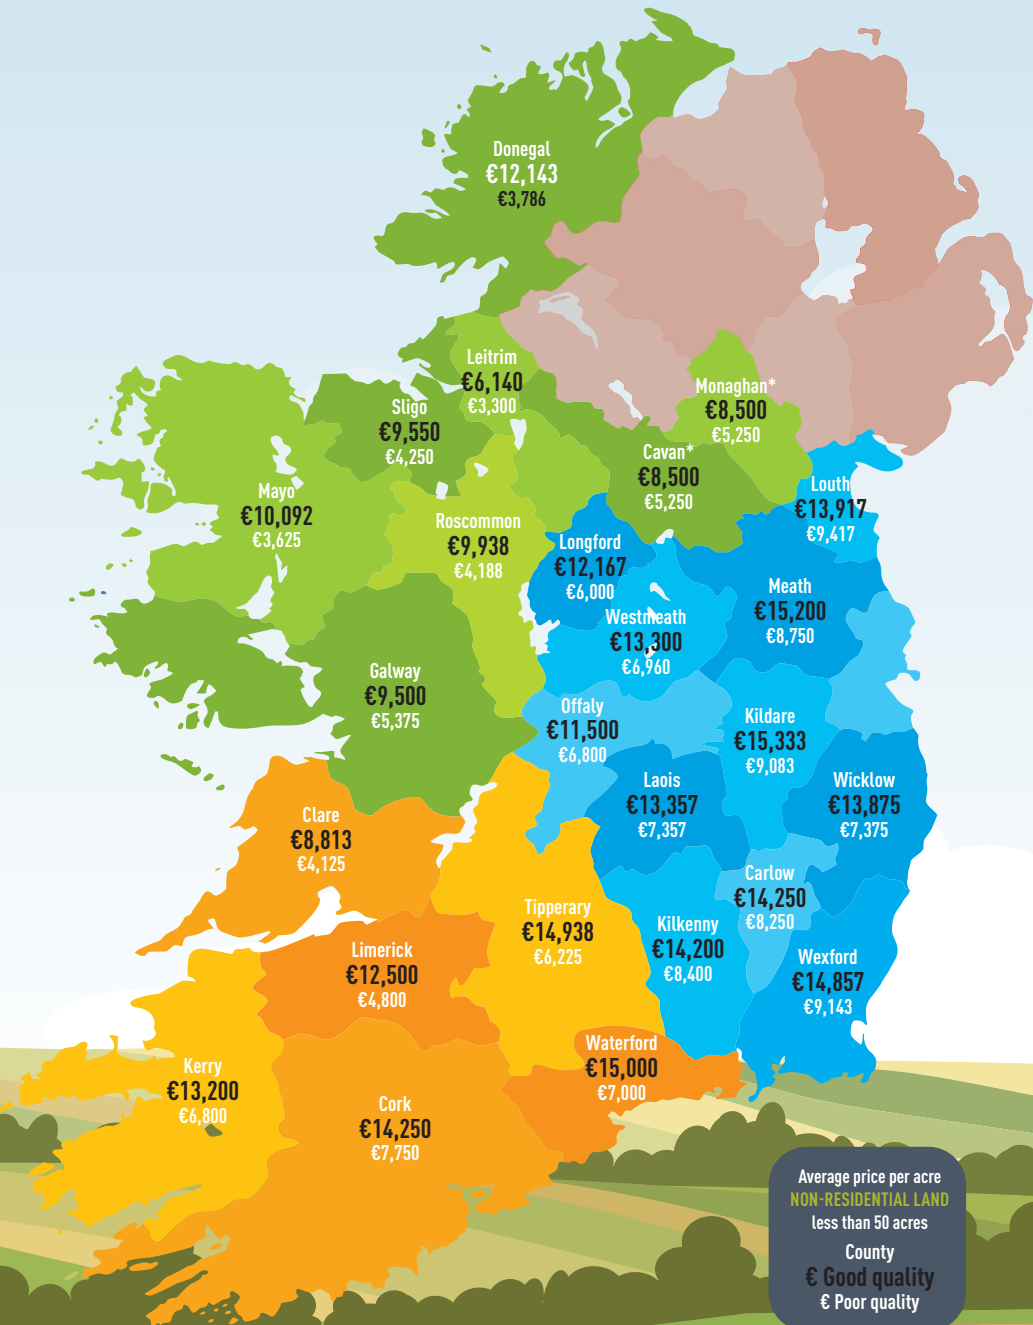 Donegal
€12,143
€3,786
Leitrim
€6,140
€3,300
Monaghan*
€8,500
€5,250
Sligo
€9,550
€4,250
Cavan*
€8,500
€5,250
Louth
€13,917
€9,417
Mayo
€10,092
€3,625
Roscommon
€9,938
€4,188
Longford
€12,167
€6,000
Meath
€15,200
€8,750
Westmeath
€13,300
€6,960
Galway
€9,500
€5,375
Offaly
€11,500
€6,800
Kildare
€15,333
€9,083
Laois
€13,357
€7,357
Wicklow
€13,875
€7,375
Clare
€8,813
€4,125
Carlow
€14,250
€8,250
Tipperary
€14,938
€6,225
Kilkenny
€14,200
€8,400
Limerick
€12,500
€4,800
Wexford
€14,857
€9,143
Waterford
€15,000
€7,000
Kerry
€13,200
€6,800
Cork
€14,250
€7,750
Average price per acre
NON-RESIDENTIAL LAND
less than 50 acres
County
€ Good quality
€ Poor quality